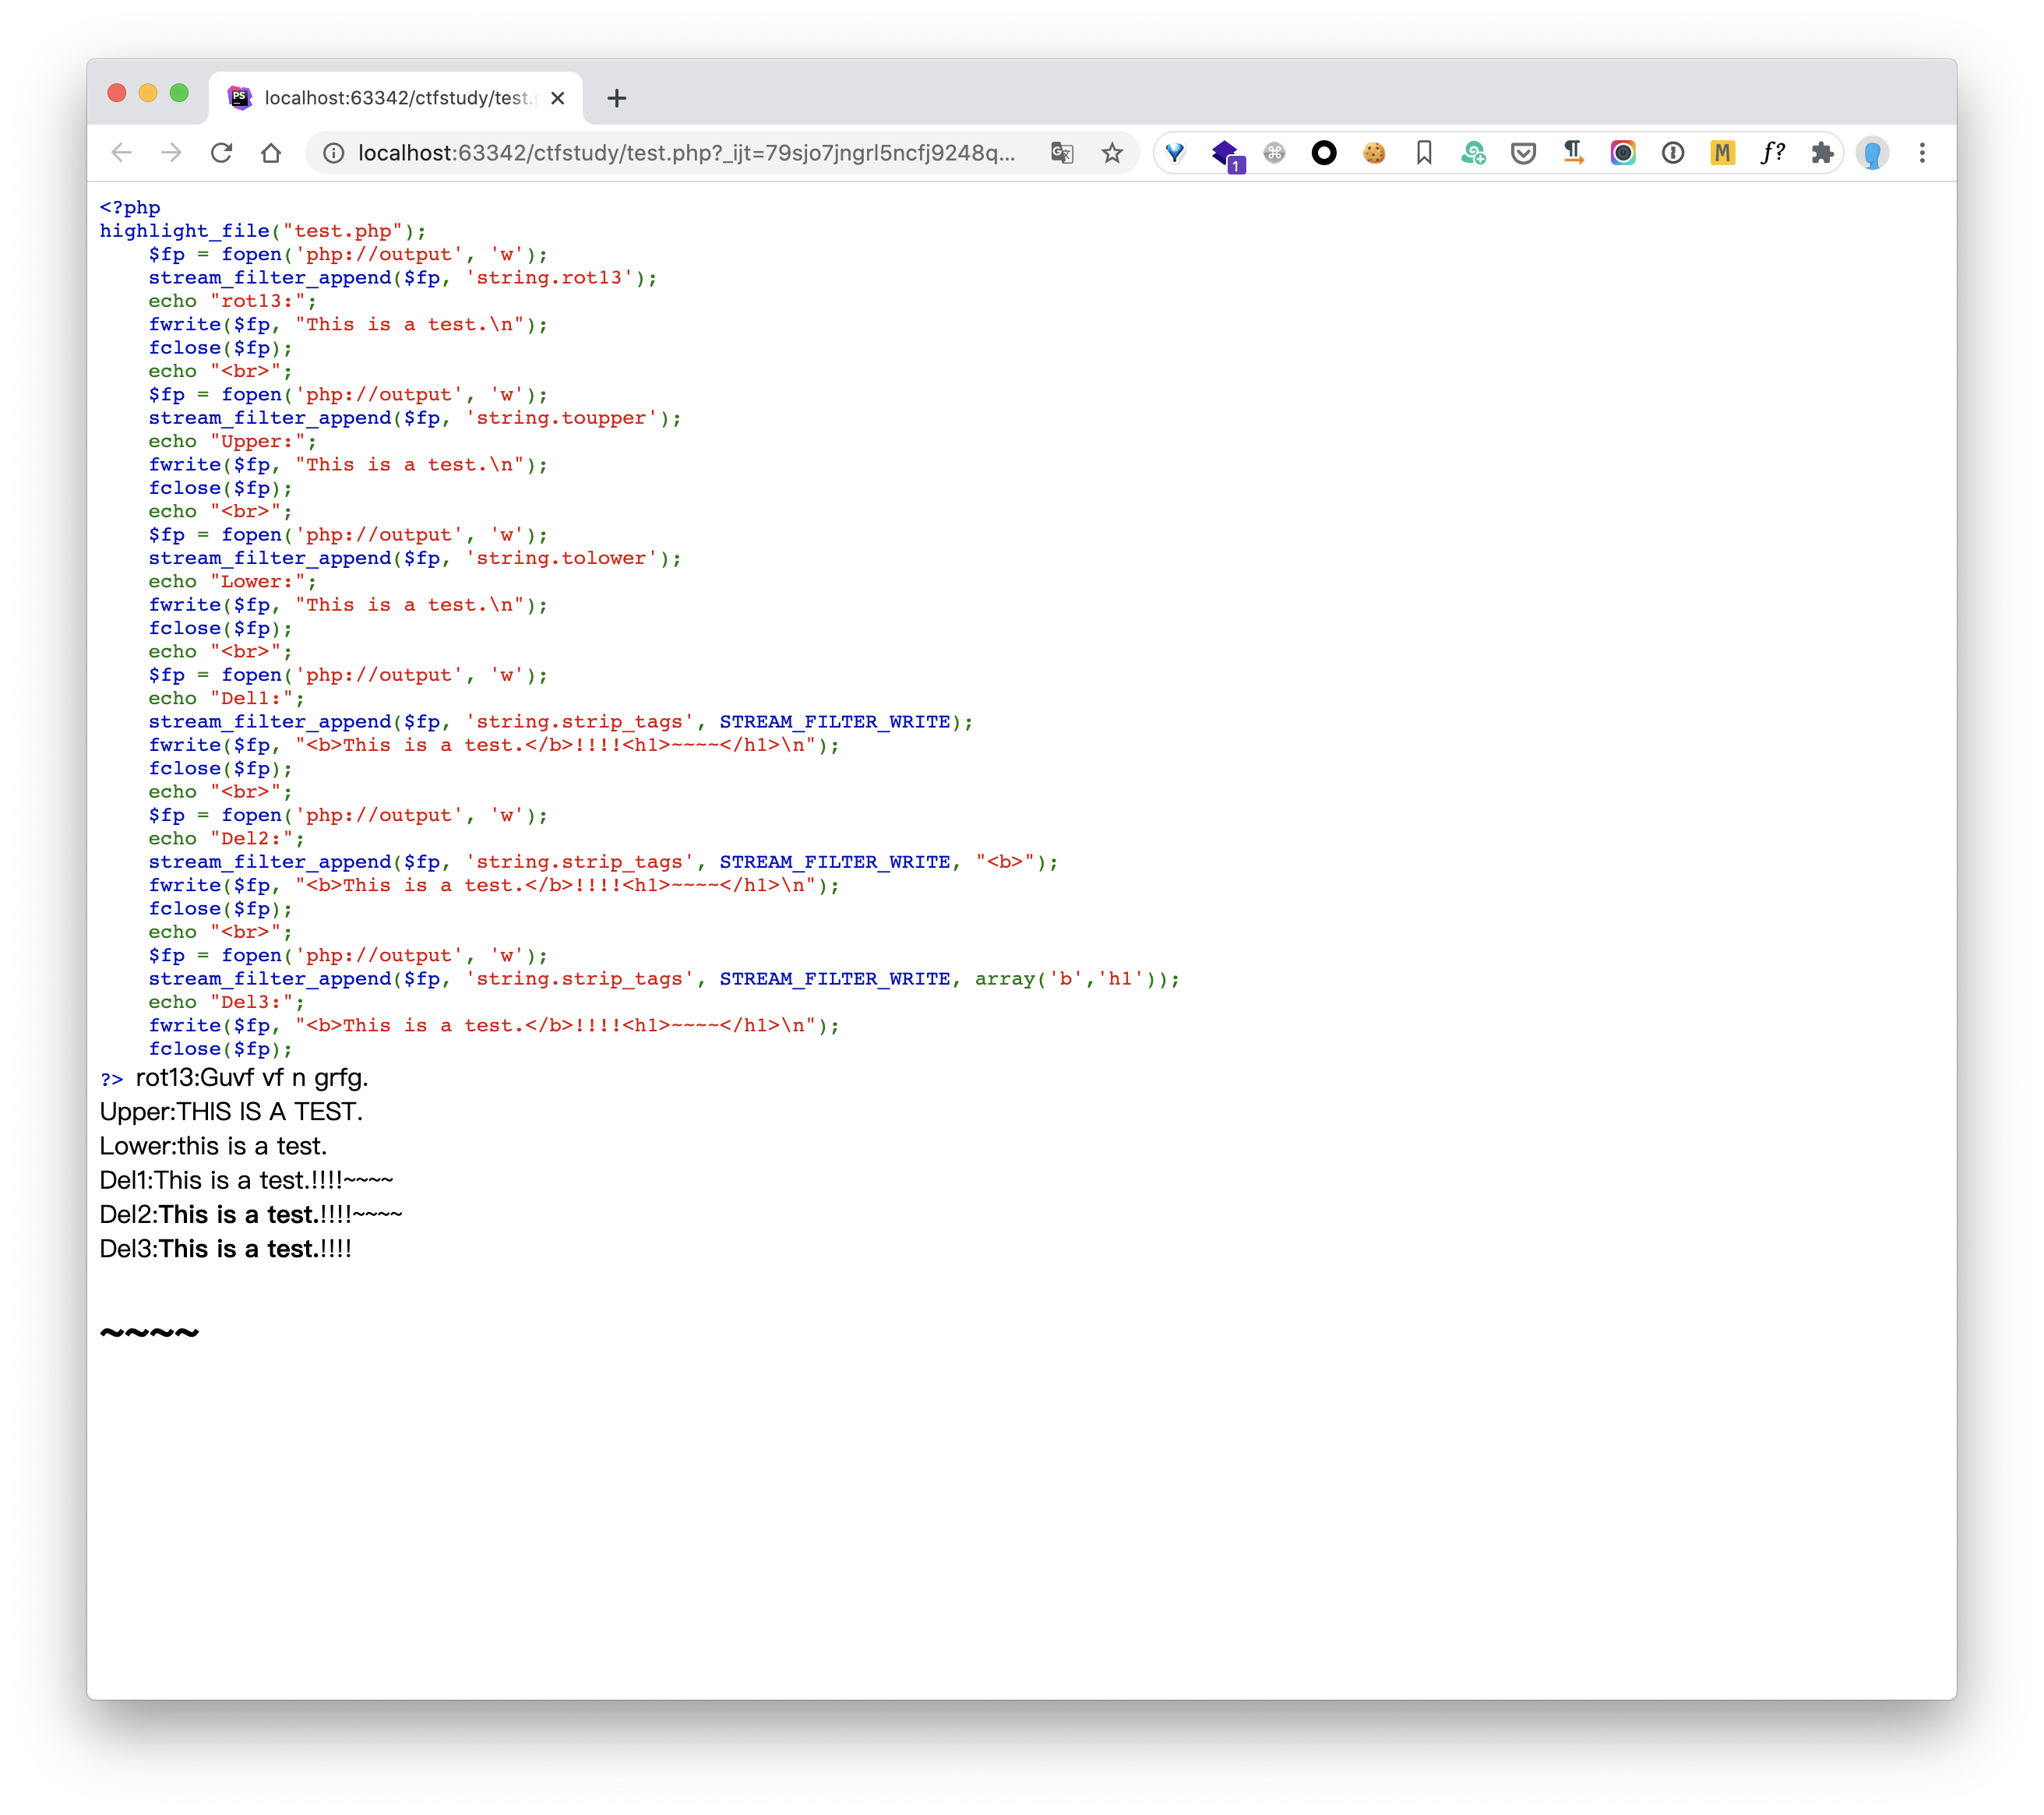 PS
localhost:63342/ctfstudy/test.
localhost:63342/ctfstudy/test.php?_ijt=79sjo7jngrl5ncfj9248q...
1
M
f?
<?php
highlight_file("test.php");
    $fp = fopen('php://output', 'w');
    stream_filter_append($fp, 'string.rot13');
    echo "rot13:";
    fwrite($fp, "This is a test.\n");
    fclose($fp);
    echo "<br>";
    $fp = fopen('php://output', 'w');
    stream_filter_append($fp, 'string.toupper');
    echo "Upper:";
    fwrite($fp, "This is a test.\n");
    fclose($fp);
    echo "<br>";
    $fp = fopen('php://output', 'w');
    stream_filter_append($fp, 'string.tolower');
    echo "Lower:";
    fwrite($fp, "This is a test.\n");
    fclose($fp);
    echo "<br>";
    $fp = fopen('php://output', 'w');
    echo "Del1:";
    stream_filter_append($fp, 'string.strip_tags', STREAM_FILTER_WRITE);
    fwrite($fp, "<b>This is a test.</b>!!!!<h1>~~~~</h1>\n");
    fclose($fp);
    echo "<br>";
    $fp = fopen('php://output', 'w');
    echo "Del2:";
    stream_filter_append($fp, 'string.strip_tags', STREAM_FILTER_WRITE, "<b>");
    fwrite($fp, "<b>This is a test.</b>!!!!<h1>~~~~</h1>\n");
    fclose($fp);
    echo "<br>";
    $fp = fopen('php://output', 'w');
    stream_filter_append($fp, 'string.strip_tags', STREAM_FILTER_WRITE, array('b','h1'));
    echo "Del3:";
    fwrite($fp, "<b>This is a test.</b>!!!!<h1>~~~~</h1>\n");
    fclose($fp);
?> rot13:Guvf vf n grfg.
Upper:THIS IS A TEST.
Lower:this is a test.
Del1:This is a test.!!!!~~~~
Del2:This is a test.!!!!~~~~
Del3:This is a test.!!!!
~~~~